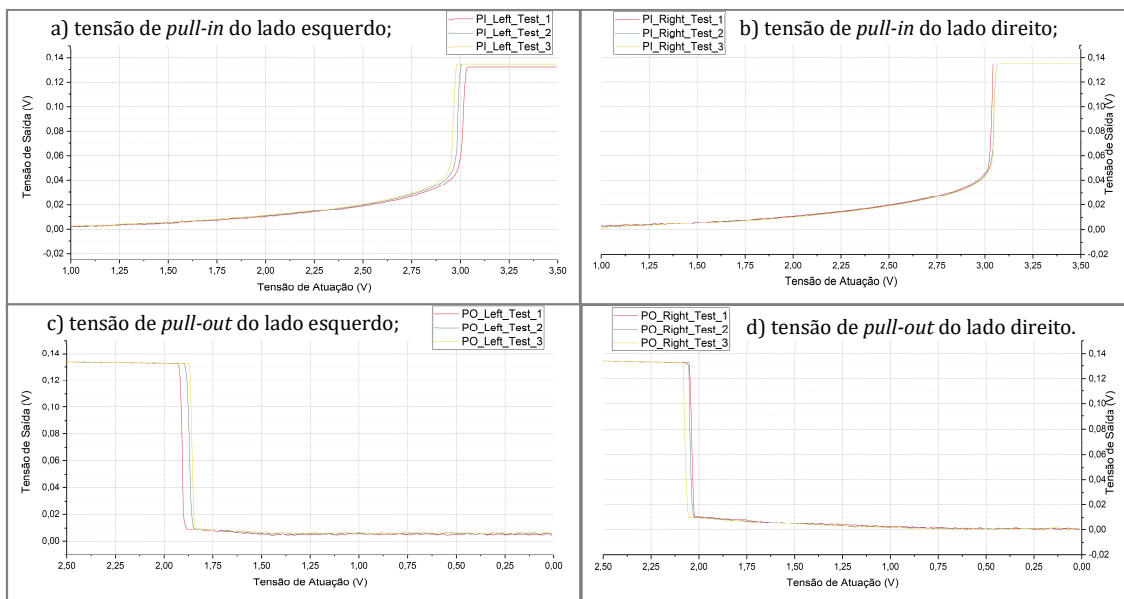 a) tensão de pull-in do lado esquerdo;
PI_Left_Test_1
PI_Left_Test_2
PI_Left_Test_3
0,14
0,12
0,10
0,08
0,06
0,04
0,02
0,00
-0,02
Tensão de Saída (V)
1,00 1,25 1,50 1,75 2,00 2,25 2,50 2,75 3,00 3,25 3,50
Tensão de Atuação (V)
PI_Right_Test_1
PI_Right_Test_2
PI_Right_Test_3
b) tensão de pull-in do lado direito;
0,14
0,12
0,10
0,08
0,06
0,04
0,02
0,00
-0,02
Tensão de Saída (V)
1,00 1,25 1,50 1,75 2,00 2,25 2,50 2,75 3,00 3,25 3,50
Tensão de Atuação (V)
c) tensão de pull-out do lado esquerdo;
PO_Left_Test_1
PO_Left_Test_2
PO_Left_Test_3
0,14
0,12
0,10
0,08
0,06
0,04
0,02
0,00
Tensão de Saída (V)
2,50 2,25 2,00 1,75 1,50 1,25 1,00 0,75 0,50 0,25 0,00
Tensão de Atuação (V)
PO_Right_Test_1
PO_Right_Test_2
PO_Right_Test_3
d) tensão de pull-out do lado direito.
0,14
0,12
0,10
0,08
0,06
0,04
0,02
0,00
-0,02
Tensão de Saída (V)
2,50 2,25 2,00 1,75 1,50 1,25 1,00 0,75 0,50 0,25 0,00
Tensão de Atuação (V)